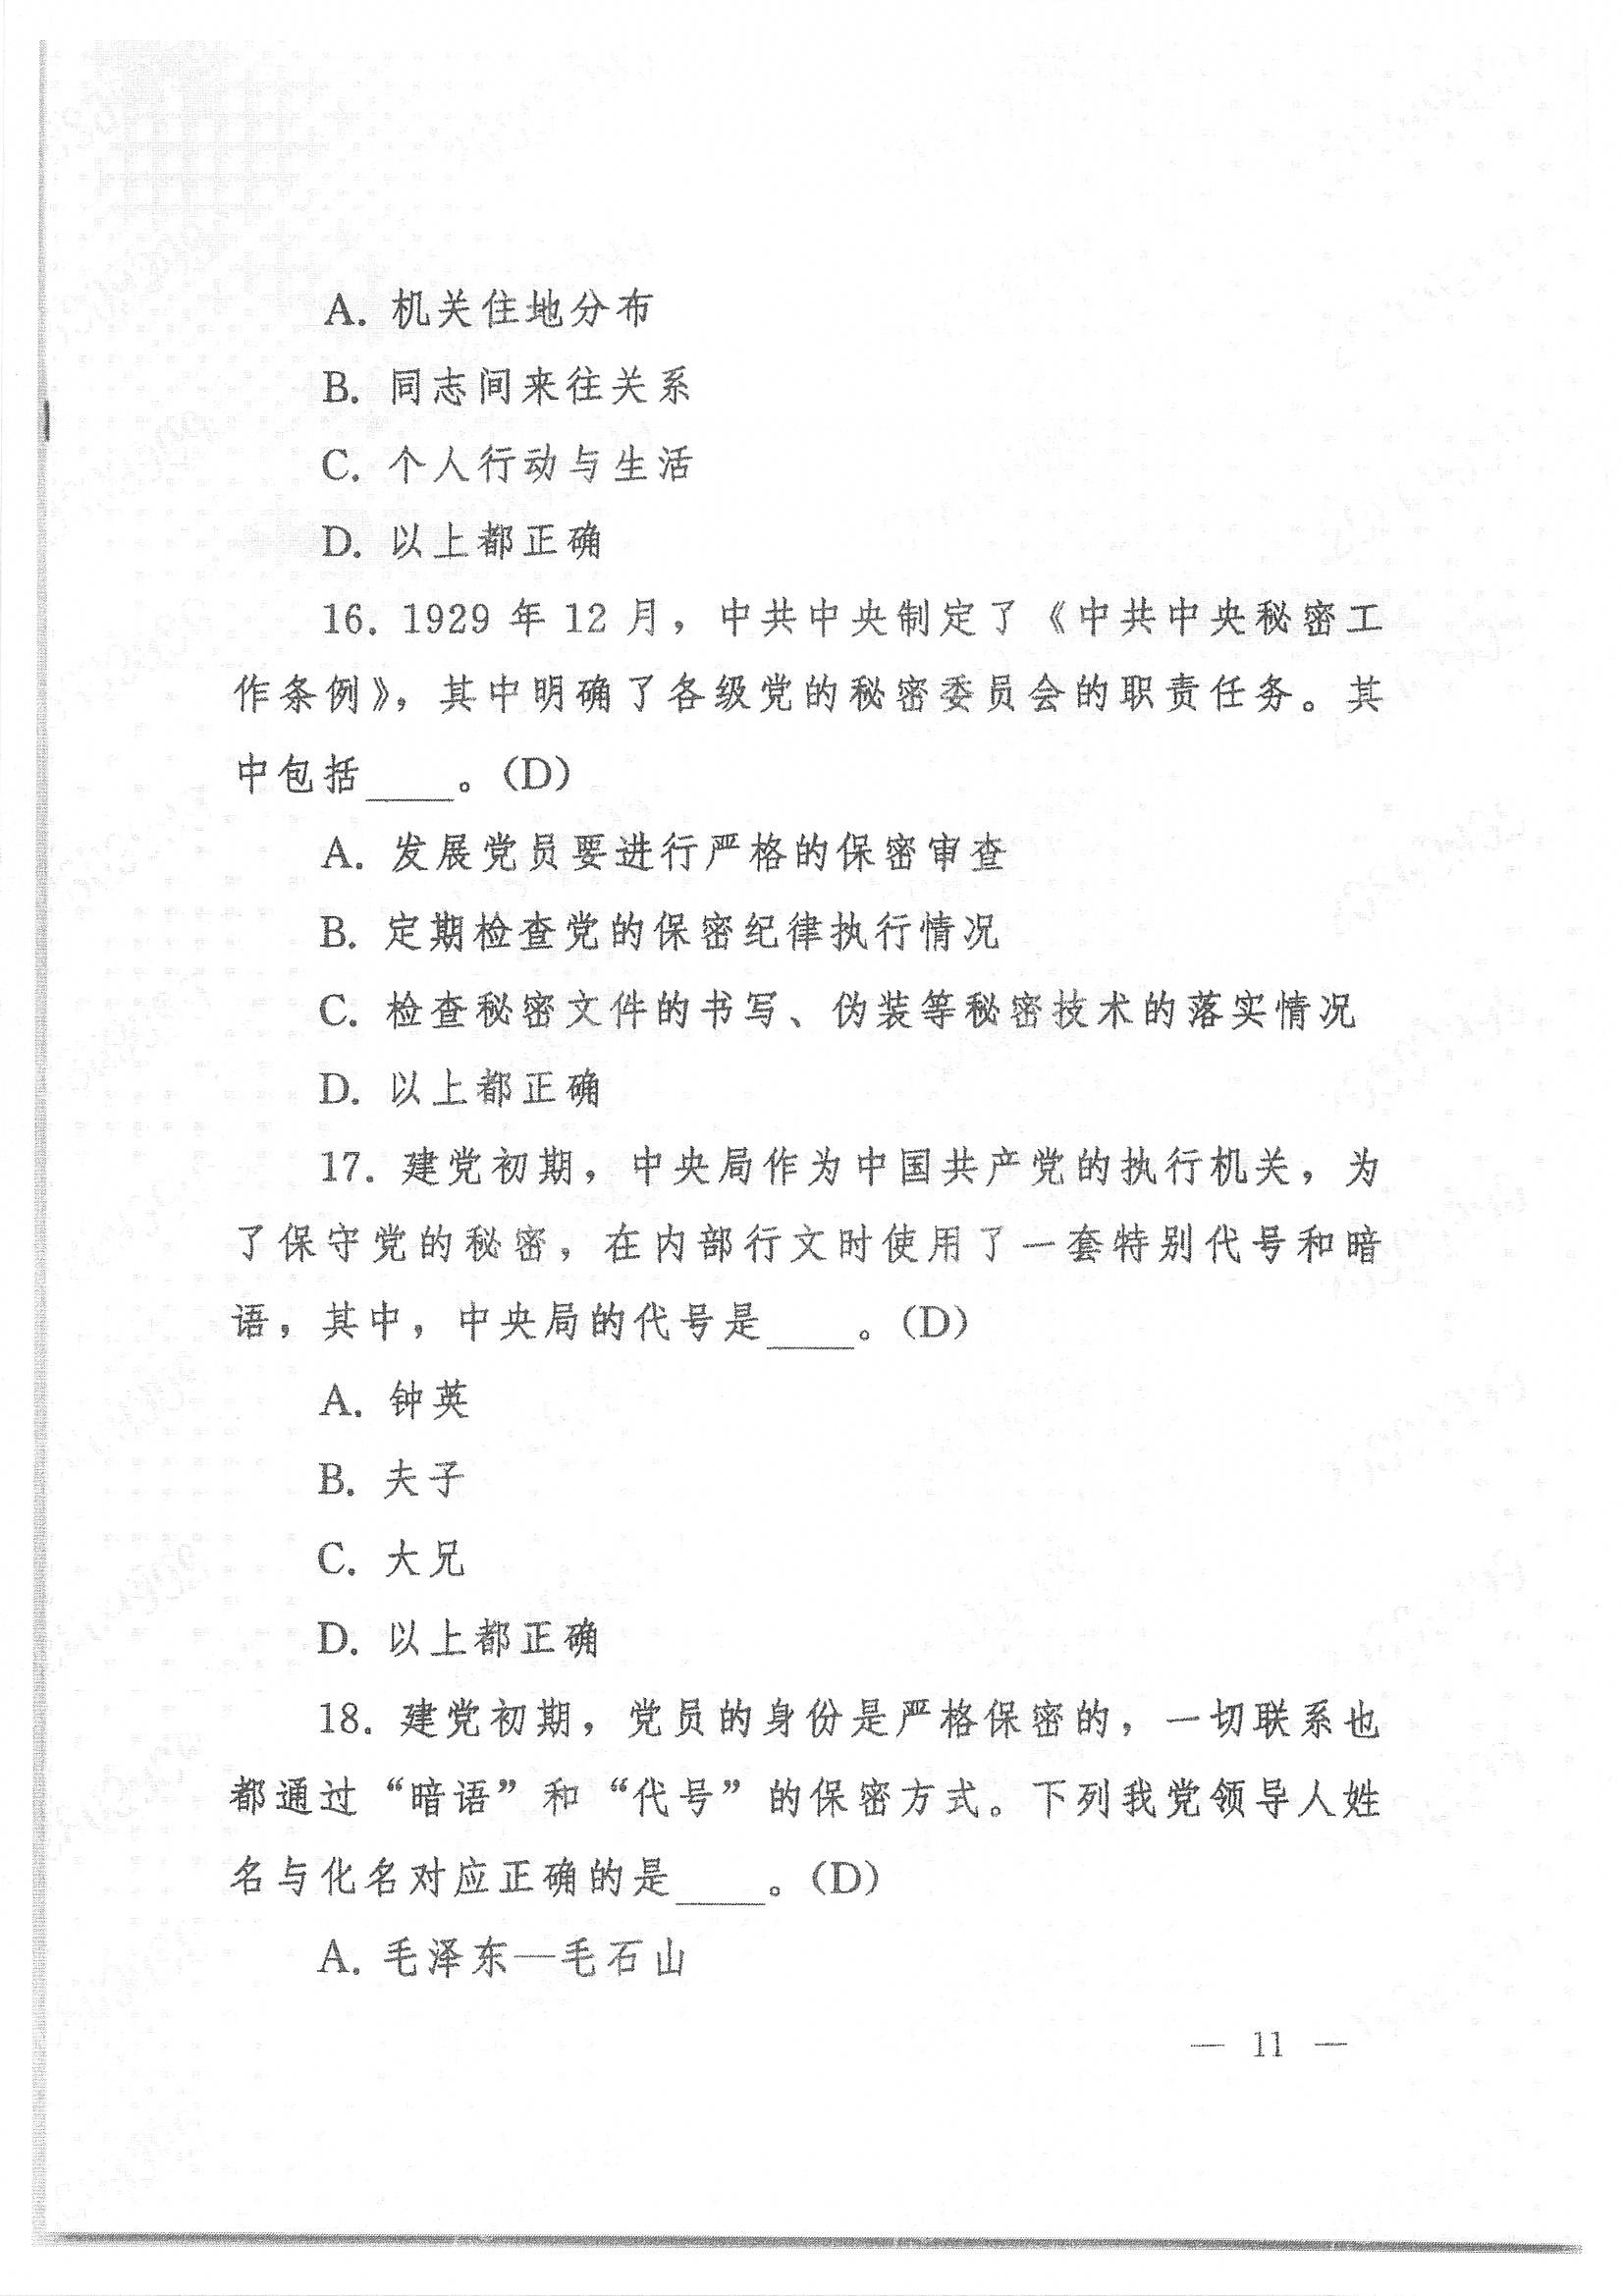 A. 机关住地分布
B. 同志间来往关系
C. 个人行动与生活
D. 以上都正确
16. 1929 年 12 月，中共中央制定了《中共中央秘密工
作条例》，其中明确了各级党的秘密委员会的职责任务。其
中包括____。（D）
A. 发展党员要进行严格的保密审查
B. 定期检查党的保密纪律执行情况
C. 检查秘密文件的书写、伪装等秘密技术的落实情况
D. 以上都正确
17. 建党初期，中央局作为中国共产党的执行机关，为
了保守党的秘密，在内部行文时使用了一套特别代号和暗
语，其中，中央局的代号是____。（D）
A. 钟英
B. 夫子
C. 大兄
D. 以上都正确
18. 建党初期，党员的身份是严格保密的，一切联系也
都通过“暗语”和“代号”的保密方式。下列我党领导人姓
名与化名对应正确的是____。（D）
A. 毛泽东—毛石山
— 11 —